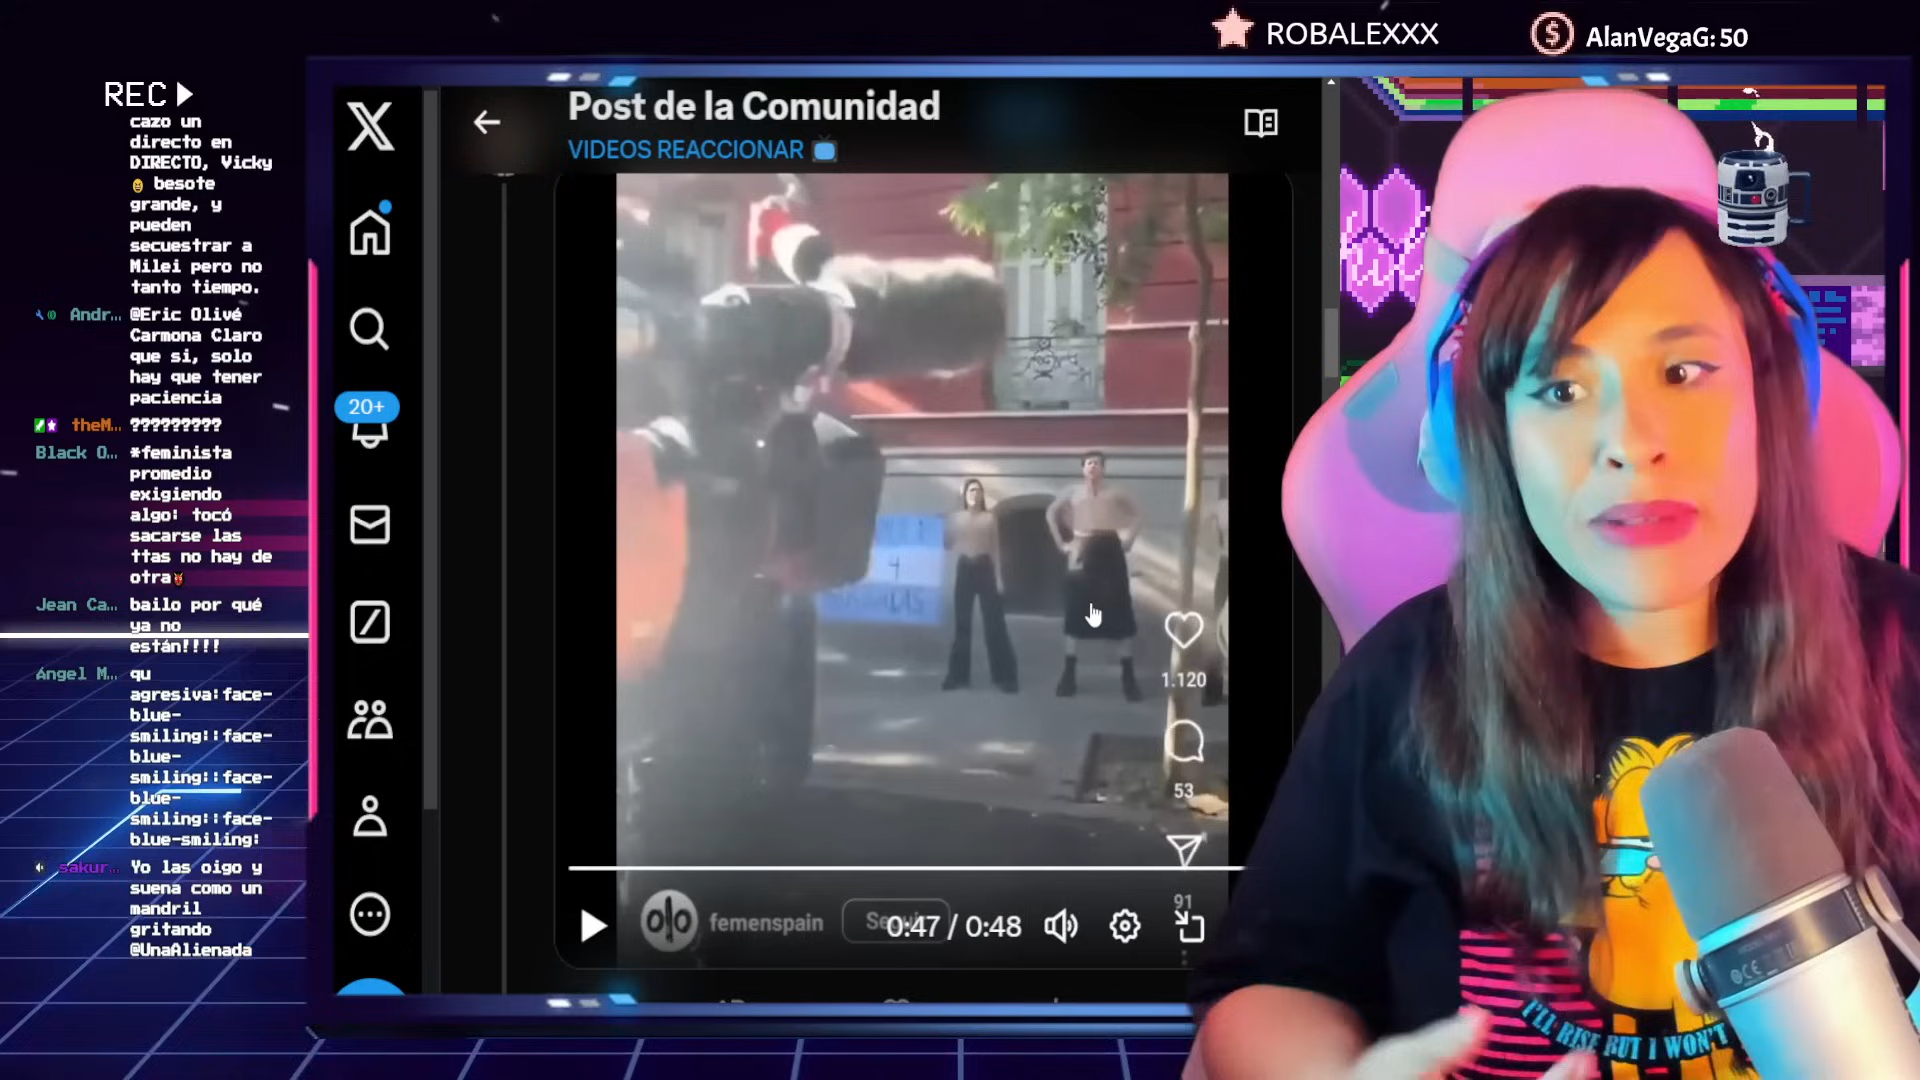 ROBALEXXX
AlanVegaG: 50
REC
cazo un
directo en
DIRECTO, Vicky
besote
grande, y
pueden
secuestrar a
Milei pero no
tanto tiempo.
Andr... @Eric Olivé
Carmona Claro
que si, solo
hay que tener
paciencia
theM... ?????????
Black O... *feminista
promedio
exigiendo
algo: tocó
sacarse las
ttas no hay de
otra
Jean Ca... bailo por qué
ya no
están!!!!
Ángel M... qu
agresiva:face-
blue-
smiling::face-
blue-
smiling::face-
blue-
smiling::face-
blue-smiling:
sakur... Yo las oigo y
suena como un
mandril
gritando
@UnaAlienada
X
20+
Post de la Comunidad
VIDEOS REACCIONAR
1.120
53
91
femenspain
0:47 / 0:48
I'LL RISE BUT I WON'T